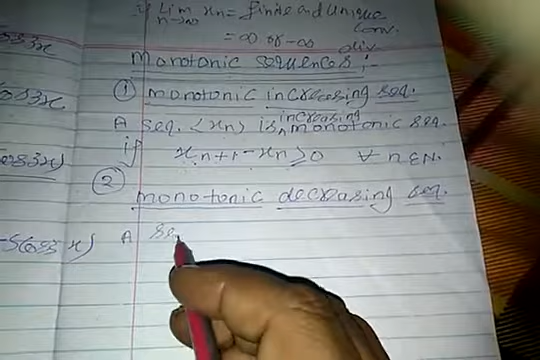 if Lim xn = finite and unique
n→∞ conv.
= ∞ or -∞ div.
Monotonic sequences :-
① monotonic increasing seq.
increasing
A seq. <xn> is monotonic seq.
if xn+1 - xn ≥ 0 ∀ n ∈ N.
② monotonic decreasing seq.
A se